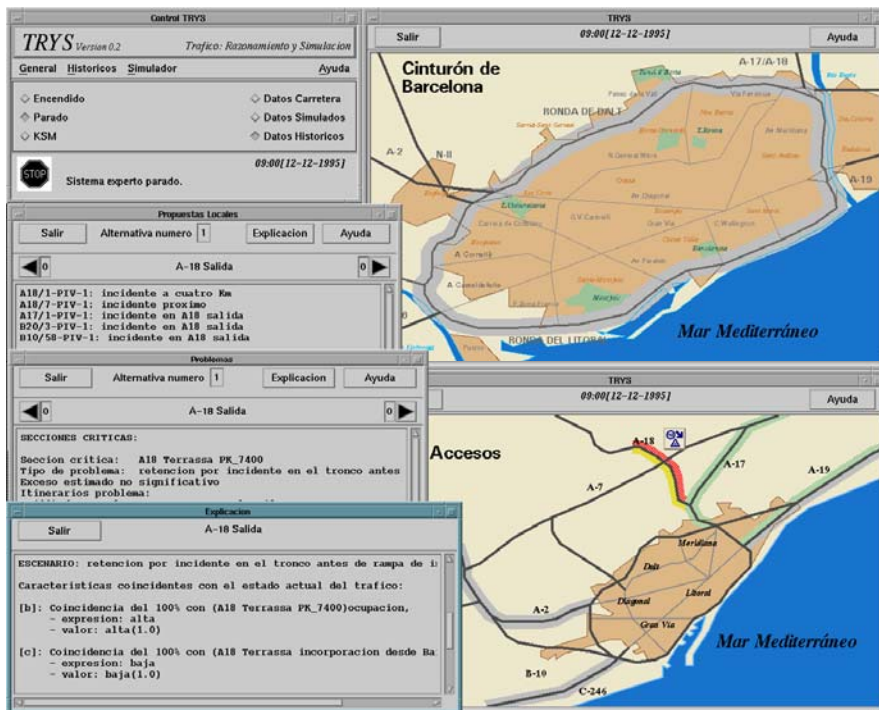 Control TRYS
TRYS Version 0.2 Trafico: Razonamiento y Simulacion
General Historicos Simulador Ayuda
Encendido Datos Carretera
Parado Datos Simulados
KSM Datos Historicos
09:00[12-12-1995]
STOP
Sistema experto parado.
Propuestas Locales
Salir Alternativa numero 1 Explicacion Ayuda
0 A-18 Salida 0
A18/1-PIV-1: incidente a cuatro Km
A18/7-PIV-1: incidente proximo
A17/1-PIV-1: incidente en A18 salida
B20/3-PIV-1: incidente en A18 salida
B10/58-PIV-1: incidente en A18 salida
Problemas
Salir Alternativa numero 1 Explicacion Ayuda
0 A-18 Salida 0
SECCIONES CRITICAS:
Seccion critica: A18 Terrassa PK_7400
Tipo de problema: retencion por incidente en el tronco antes
Exceso estimado no significativo
Itinerarios problema:
Explicacion
Salir A-18 Salida
ESCENARIO: retencion por incidente en el tronco antes de rampa de
Caracteristicas coincidentes con el estado actual del trafico:
[b]: Coincidencia del 100% con (A18 Terrassa PK_7400)ocupacion,
- expresion: alta
- valor: alta(1.0)
[c]: Coincidencia del 100% con (A18 Terrassa incorporacion desde Ba
- expresion: baja
- valor: baja(1.0)
TRYS
Salir 09:00[12-12-1995] Ayuda
Cinturón de
Barcelona
A-17/A-18
RONDA DE DALT
Via Favencia
Av. Meridiana
A-2
N-II
A-19
Av. Diagonal
Gran Via
A. Cornellà
Montjuic
RONDA DEL LITORAL
Mar Mediterráneo
TRYS
09:00[12-12-1995] Ayuda
Accesos
A-18
A-17
A-19
A-7
Meridiana
Dalt
Litoral
Diagonal
A-2
Gran Via
Mar Mediterráneo
B-10
C-246